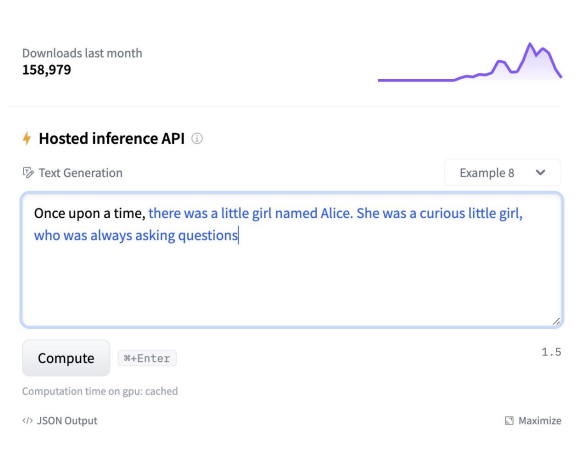 Downloads last month
158,979
Hosted inference API
Text Generation
Example 8
Once upon a time, there was a little girl named Alice. She was a curious little girl,
who was always asking questions
Compute
⌘+Enter
1.5
Computation time on gpu: cached
</> JSON Output
Maximize